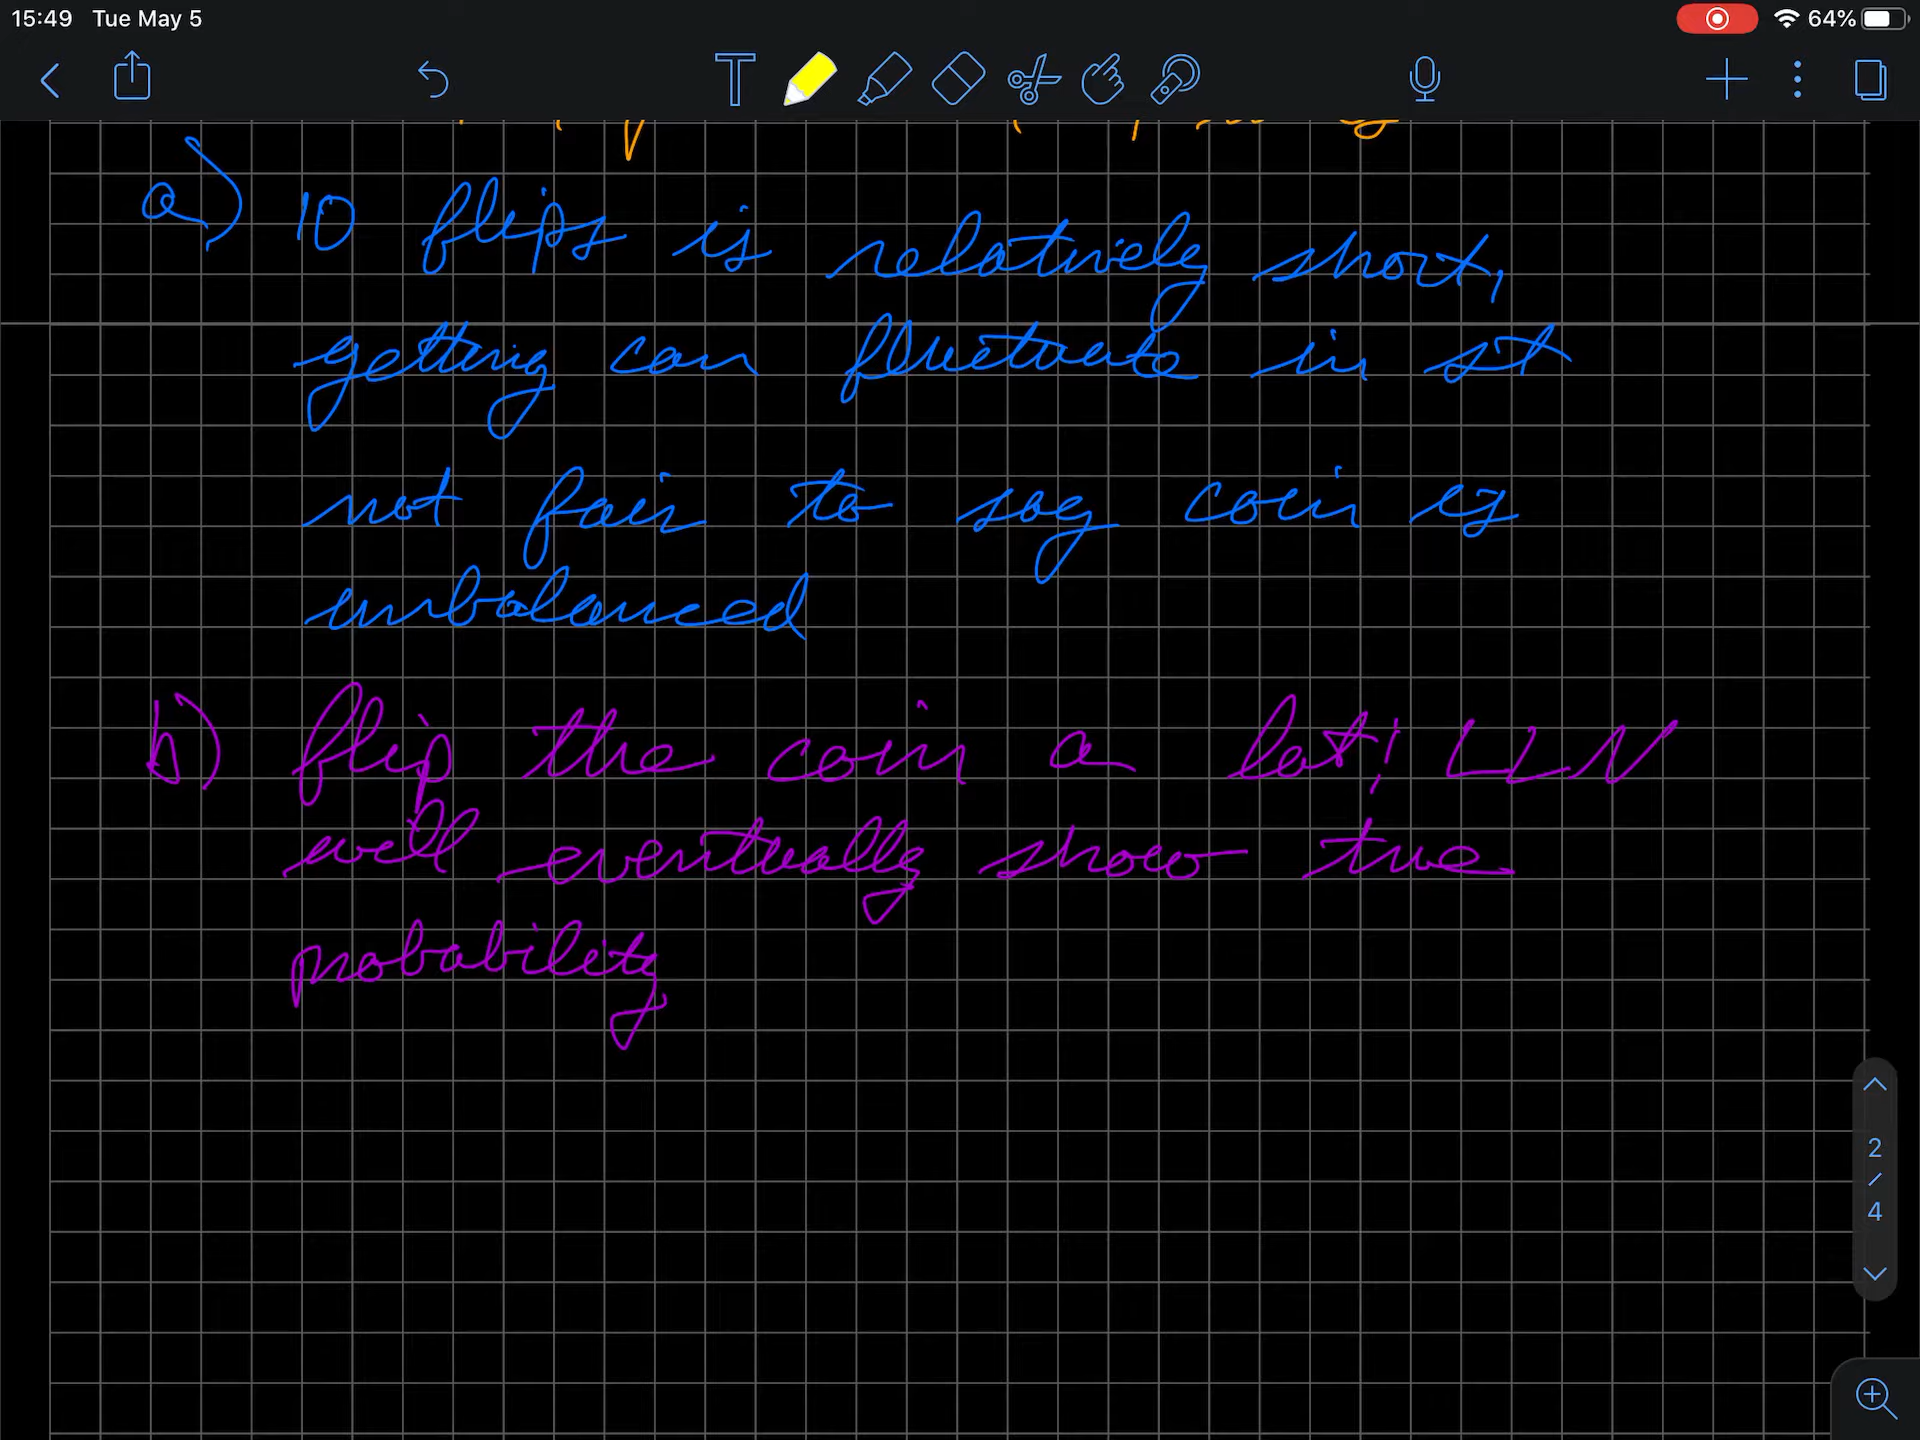 15:49 Tue May 5 64%
a) 10 flips is relatively short,
getting can fluctuate in st
not fair to say coin is
unbalanced
b) flip the coin a lot; LLN
will eventually show true
probability
2
/
4